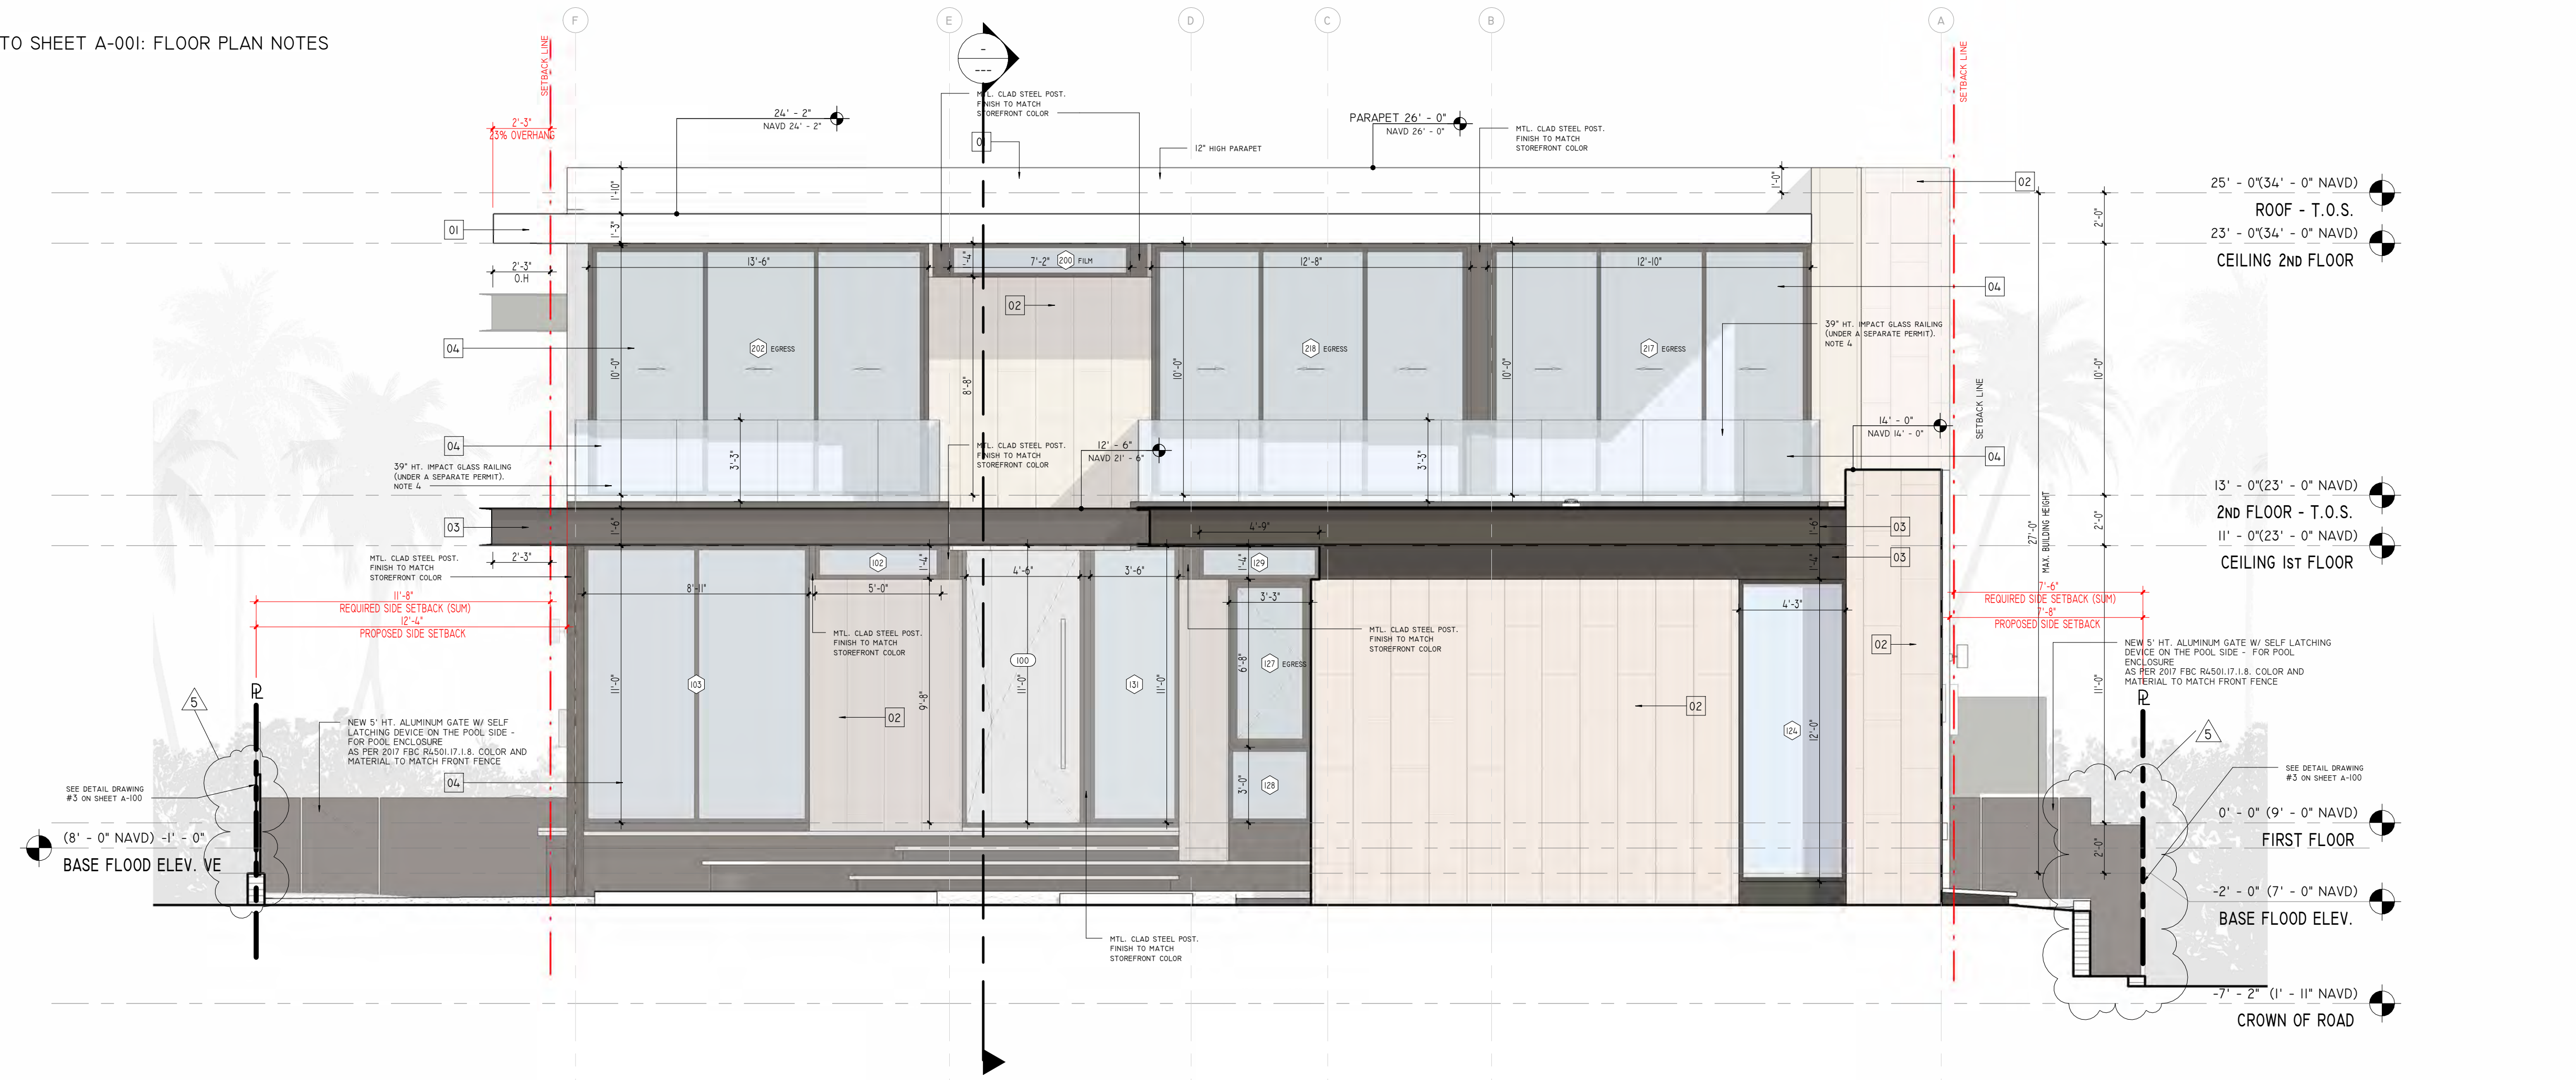 F
E
D
C
B
A
TO SHEET A-001: FLOOR PLAN NOTES
SETBACK LINE
SETBACK LINE
-
---
2'-3"
23% OVERHANG
24' - 2"
NAVD 24' - 2"
MTL. CLAD STEEL POST.
FINISH TO MATCH
STOREFRONT COLOR
12" HIGH PARAPET
PARAPET 26' - 0"
NAVD 26' - 0"
MTL. CLAD STEEL POST.
FINISH TO MATCH
STOREFRONT COLOR
1'-10"
1'-0"
02
25' - 0"(34' - 0" NAVD)
ROOF - T.O.S.
2'-0"
01
1'-3"
23' - 0"(34' - 0" NAVD)
CEILING 2ND FLOOR
2'-3"
O.H
13'-6"
1'-4"
7'-2"
200
FILM
12'-8"
12'-10"
04
02
39" HT. IMPACT GLASS RAILING
(UNDER A SEPARATE PERMIT).
NOTE 4
04
202
EGRESS
218
EGRESS
217
EGRESS
10'-0"
8'-8"
10'-0"
10'-0"
10'-0"
SETBACK LINE
14' - 0"
NAVD 14' - 0"
04
3'-3"
MTL. CLAD STEEL POST.
FINISH TO MATCH
STOREFRONT COLOR
12' - 6"
NAVD 21' - 6"
3'-3"
04
39" HT. IMPACT GLASS RAILING
(UNDER A SEPARATE PERMIT).
NOTE 4
13' - 0"(23' - 0" NAVD)
2ND FLOOR - T.O.S.
2'-0"
03
1'-6"
4'-9"
1'-6"
03
27'-0"
MAX. BUILDING HEIGHT
11' - 0"(23' - 0" NAVD)
CEILING 1ST FLOOR
MTL. CLAD STEEL POST.
FINISH TO MATCH
STOREFRONT COLOR
2'-3"
102
1'-4"
4'-6"
3'-6"
1'-4"
129
1'-4"
03
8'-11"
5'-0"
3'-3"
4'-3"
11'-8"
REQUIRED SIDE SETBACK (SUM)
12'-4"
PROPOSED SIDE SETBACK
7'-6"
REQUIRED SIDE SETBACK (SUM)
7'-8"
PROPOSED SIDE SETBACK
MTL. CLAD STEEL POST.
FINISH TO MATCH
STOREFRONT COLOR
MTL. CLAD STEEL POST.
FINISH TO MATCH
STOREFRONT COLOR
02
NEW 5' HT. ALUMINUM GATE W/ SELF LATCHING
DEVICE ON THE POOL SIDE - FOR POOL
ENCLOSURE
AS PER 2017 FBC R4501.17.1.8. COLOR AND
MATERIAL TO MATCH FRONT FENCE
100
6'-8"
127
EGRESS
11'-0"
103
9'-8"
11'-0"
131
11'-0"
11'-0"
PL
PL
5
5
02
02
124
12'-0"
NEW 5' HT. ALUMINUM GATE W/ SELF
LATCHING DEVICE ON THE POOL SIDE -
FOR POOL ENCLOSURE
AS PER 2017 FBC R4501.17.1.8. COLOR AND
MATERIAL TO MATCH FRONT FENCE
04
3'-0"
128
SEE DETAIL DRAWING
#3 ON SHEET A-100
SEE DETAIL DRAWING
#3 ON SHEET A-100
(8' - 0" NAVD) -1' - 0"
BASE FLOOD ELEV. VE
0' - 0" (9' - 0" NAVD)
FIRST FLOOR
2'-0"
-2' - 0" (7' - 0" NAVD)
BASE FLOOD ELEV.
MTL. CLAD STEEL POST.
FINISH TO MATCH
STOREFRONT COLOR
-7' - 2" (1' - 11" NAVD)
CROWN OF ROAD